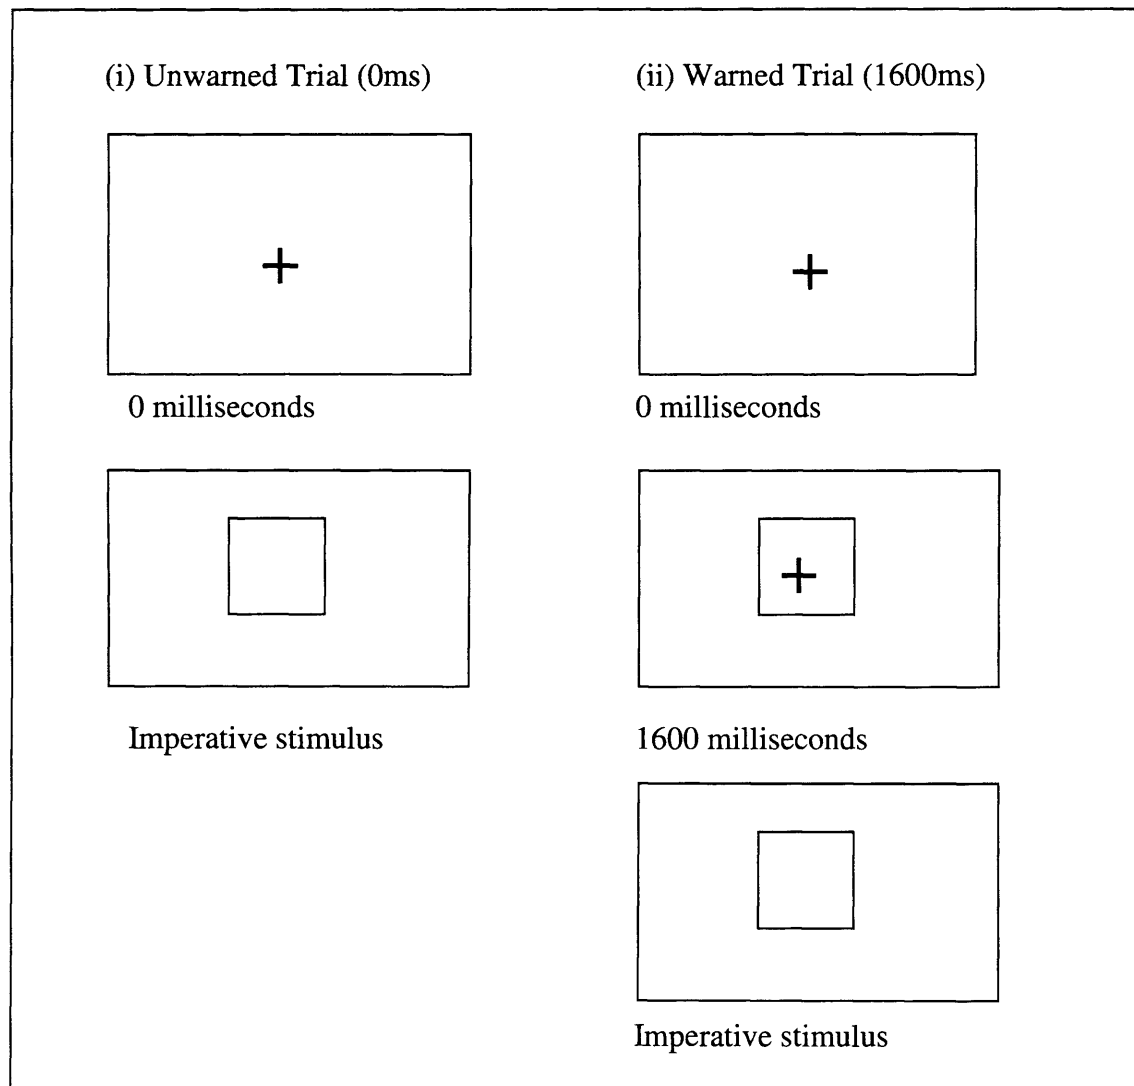 (i) Unwarned Trial (0ms)
0 milliseconds
Imperative stimulus
(ii) Warned Trial (1600ms)
0 milliseconds
1600 milliseconds
Imperative stimulus